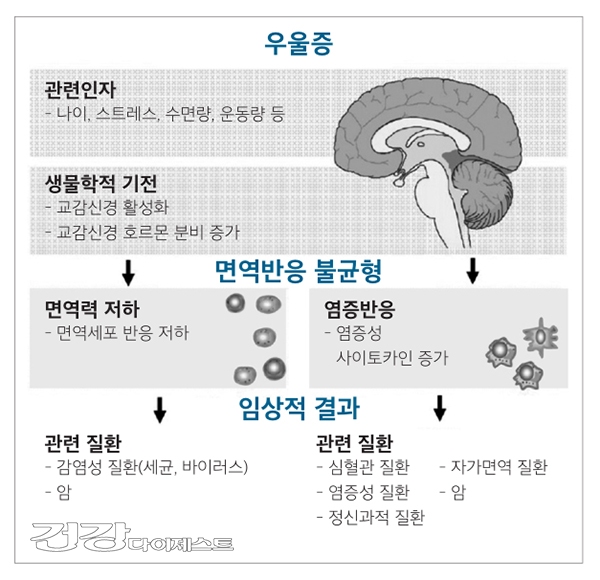 우울증
관련인자
- 나이, 스트레스, 수면량, 운동량 등
생물학적 기전
- 교감신경 활성화
- 교감신경 호르몬 분비 증가
면역반응 불균형
면역력 저하
- 면역세포 반응 저하
염증반응
- 염증성
사이토카인 증가
임상적 결과
관련 질환
- 감염성 질환(세균, 바이러스)
- 암
관련 질환
- 심혈관 질환
- 염증성 질환
- 정신과적 질환
- 자가면역 질환
- 암
건강다이제스트